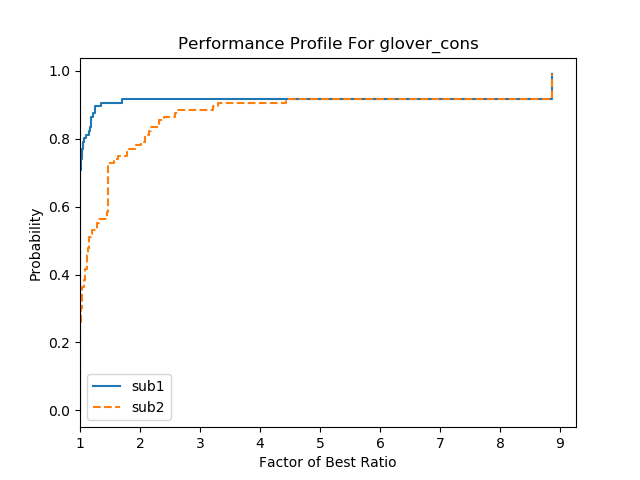 Performance Profile For glover_cons
1.0
0.8
0.6
0.4
0.2
0.0
Probability
sub1
sub2
1 2 3 4 5 6 7 8 9
Factor of Best Ratio